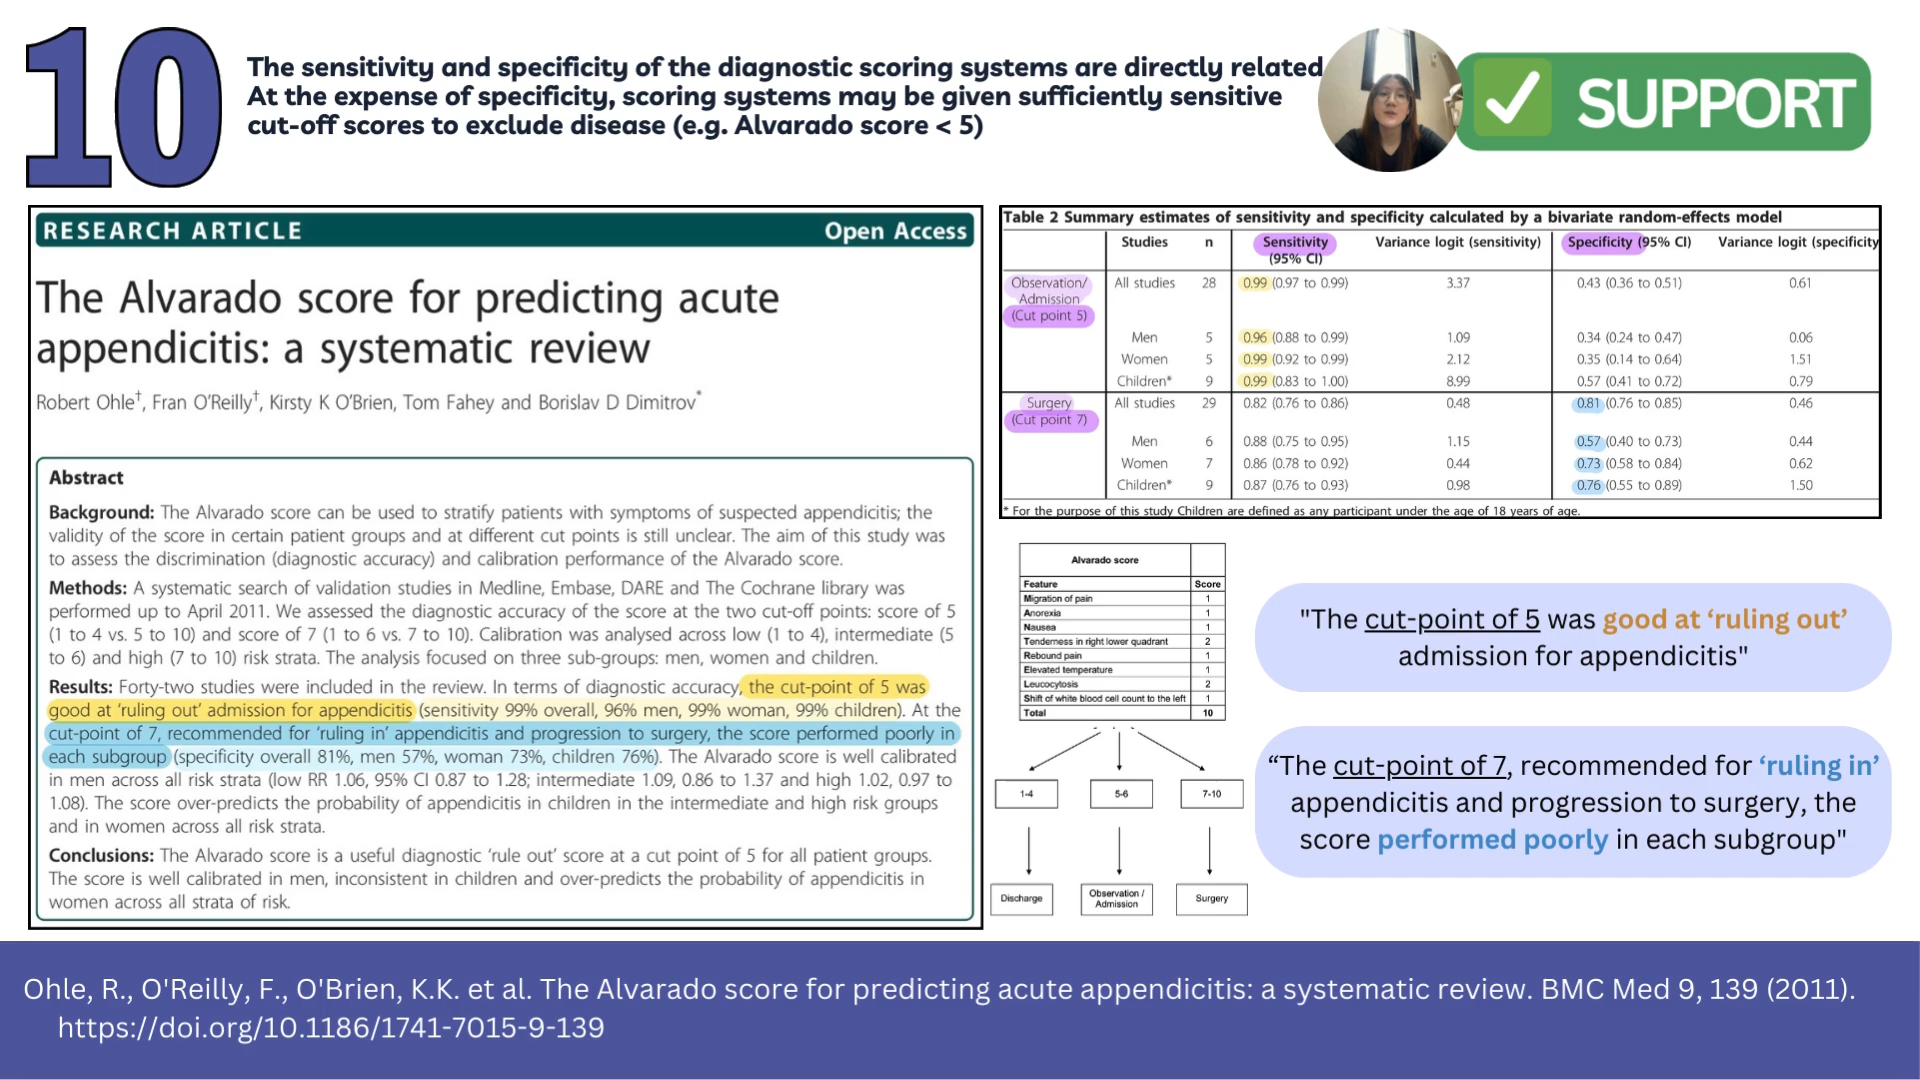 10
The sensitivity and specificity of the diagnostic scoring systems are directly related
At the expense of specificity, scoring systems may be given sufficiently sensitive
cut-off scores to exclude disease (e.g. Alvarado score < 5)
SUPPORT
RESEARCH ARTICLE Open Access
The Alvarado score for predicting acute
appendicitis: a systematic review
Robert Ohle†, Fran O'Reilly†, Kirsty K O'Brien, Tom Fahey and Borislav D Dimitrov*
Abstract
Background: The Alvarado score can be used to stratify patients with symptoms of suspected appendicitis; the
validity of the score in certain patient groups and at different cut points is still unclear. The aim of this study was
to assess the discrimination (diagnostic accuracy) and calibration performance of the Alvarado score.
Methods: A systematic search of validation studies in Medline, Embase, DARE and The Cochrane library was
performed up to April 2011. We assessed the diagnostic accuracy of the score at the two cut-off points: score of 5
(1 to 4 vs. 5 to 10) and score of 7 (1 to 6 vs. 7 to 10). Calibration was analysed across low (1 to 4), intermediate (5
to 6) and high (7 to 10) risk strata. The analysis focused on three sub-groups: men, women and children.
Results: Forty-two studies were included in the review. In terms of diagnostic accuracy, the cut-point of 5 was
good at 'ruling out' admission for appendicitis (sensitivity 99% overall, 96% men, 99% woman, 99% children). At the
cut-point of 7, recommended for 'ruling in' appendicitis and progression to surgery, the score performed poorly in
each subgroup (specificity overall 81%, men 57%, woman 73%, children 76%). The Alvarado score is well calibrated
in men across all risk strata (low RR 1.06, 95% CI 0.87 to 1.28; intermediate 1.09, 0.86 to 1.37 and high 1.02, 0.97 to
1.08). The score over-predicts the probability of appendicitis in children in the intermediate and high risk groups
and in women across all risk strata.
Conclusions: The Alvarado score is a useful diagnostic 'rule out' score at a cut point of 5 for all patient groups.
The score is well calibrated in men, inconsistent in children and over-predicts the probability of appendicitis in
women across all strata of risk.
Table 2 Summary estimates of sensitivity and specificity calculated by a bivariate random-effects model
Studies n Sensitivity Variance logit (sensitivity) Specificity (95% CI) Variance logit (specificity
(95% CI)
Observation/ All studies 28 0.99 (0.97 to 0.99) 3.37 0.43 (0.36 to 0.51) 0.61
Admission
(Cut point 5)
Men 5 0.96 (0.88 to 0.99) 1.09 0.34 (0.24 to 0.47) 0.06
Women 5 0.99 (0.92 to 0.99) 2.12 0.35 (0.14 to 0.64) 1.51
Children* 9 0.99 (0.83 to 1.00) 8.99 0.57 (0.41 to 0.72) 0.79
Surgery All studies 29 0.82 (0.76 to 0.86) 0.48 0.81 (0.76 to 0.85) 0.46
(Cut point 7)
Men 6 0.88 (0.75 to 0.95) 1.15 0.57 (0.40 to 0.73) 0.44
Women 7 0.86 (0.78 to 0.92) 0.44 0.73 (0.58 to 0.84) 0.62
Children* 9 0.87 (0.76 to 0.93) 0.98 0.76 (0.55 to 0.89) 1.50
* For the purpose of this study Children are defined as any participant under the age of 18 years of age.
Alvarado score
Feature Score
Migration of pain 1
Anorexia 1
Nausea 1
Tenderness in right lower quadrant 2
Rebound pain 1
Elevated temperature 1
Leucocytosis 2
Shift of white blood cell count to the left 1
Total 10
1-4 5-6 7-10
Discharge Observation / Surgery
Admission
"The cut-point of 5 was good at 'ruling out'
admission for appendicitis"
"The cut-point of 7, recommended for 'ruling in'
appendicitis and progression to surgery, the
score performed poorly in each subgroup"
Ohle, R., O'Reilly, F., O'Brien, K.K. et al. The Alvarado score for predicting acute appendicitis: a systematic review. BMC Med 9, 139 (2011).
https://doi.org/10.1186/1741-7015-9-139